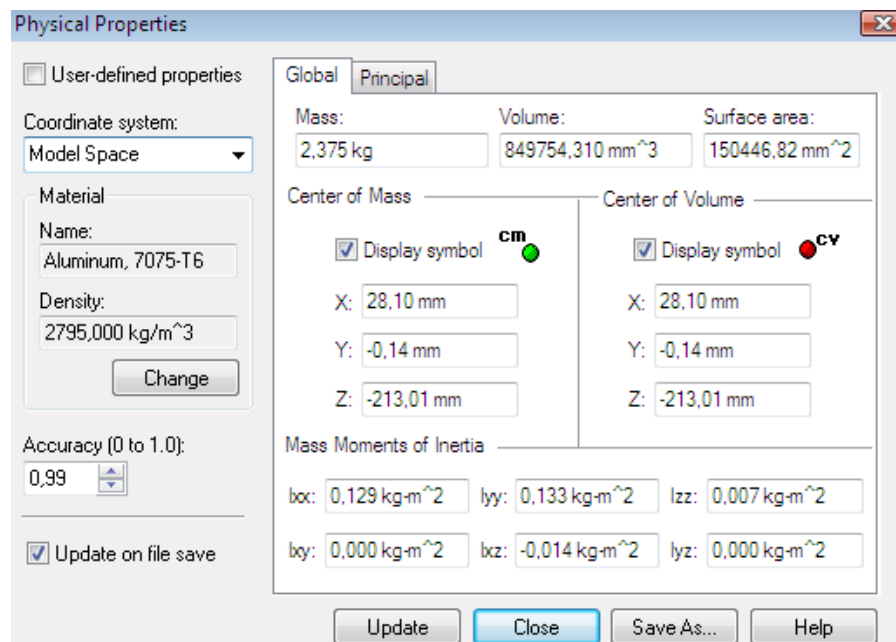 Physical Properties
User-defined properties
Coordinate system:
Model Space
Material
Name:
Aluminum, 7075-T6
Density:
2795,000 kg/m^3
Change
Accuracy (0 to 1.0):
0,99
Update on file save
Global Principal
Mass: Volume: Surface area:
2,375 kg 849754,310 mm^3 150446,82 mm^2
Center of Mass Center of Volume
Display symbol cm Display symbol cv
X: 28,10 mm X: 28,10 mm
Y: -0,14 mm Y: -0,14 mm
Z: -213,01 mm Z: -213,01 mm
Mass Moments of Inertia
Ixx: 0,129 kg-m^2 Iyy: 0,133 kg-m^2 Izz: 0,007 kg-m^2
Ixy: 0,000 kg-m^2 Ixz: -0,014 kg-m^2 Iyz: 0,000 kg-m^2
Update Close Save As... Help